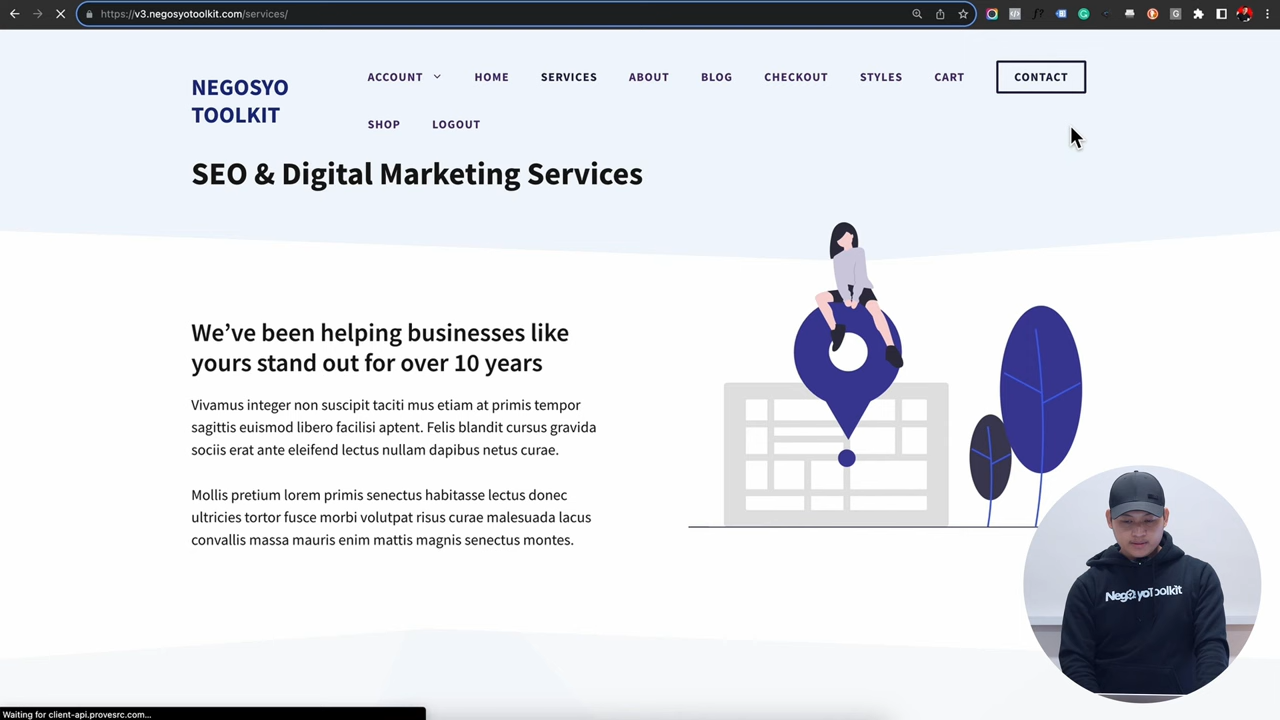 https://v3.negosyotoolkit.com/services/
NEGOSYO
TOOLKIT
ACCOUNT HOME SERVICES ABOUT BLOG CHECKOUT STYLES CART CONTACT
SHOP LOGOUT
SEO & Digital Marketing Services
We’ve been helping businesses like
yours stand out for over 10 years
Vivamus integer non suscipit taciti mus etiam at primis tempor
sagittis euismod libero facilisi aptent. Felis blandit cursus gravida
sociis erat ante eleifend lectus nullam dapibus netus curae.
Mollis pretium lorem primis senectus habitasse lectus donec
ultricies tortor fusce morbi volutpat risus curae malesuada lacus
convallis massa mauris enim mattis magnis senectus montes.
NegosyoToolkit
Waiting for client-api.provesrc.com...